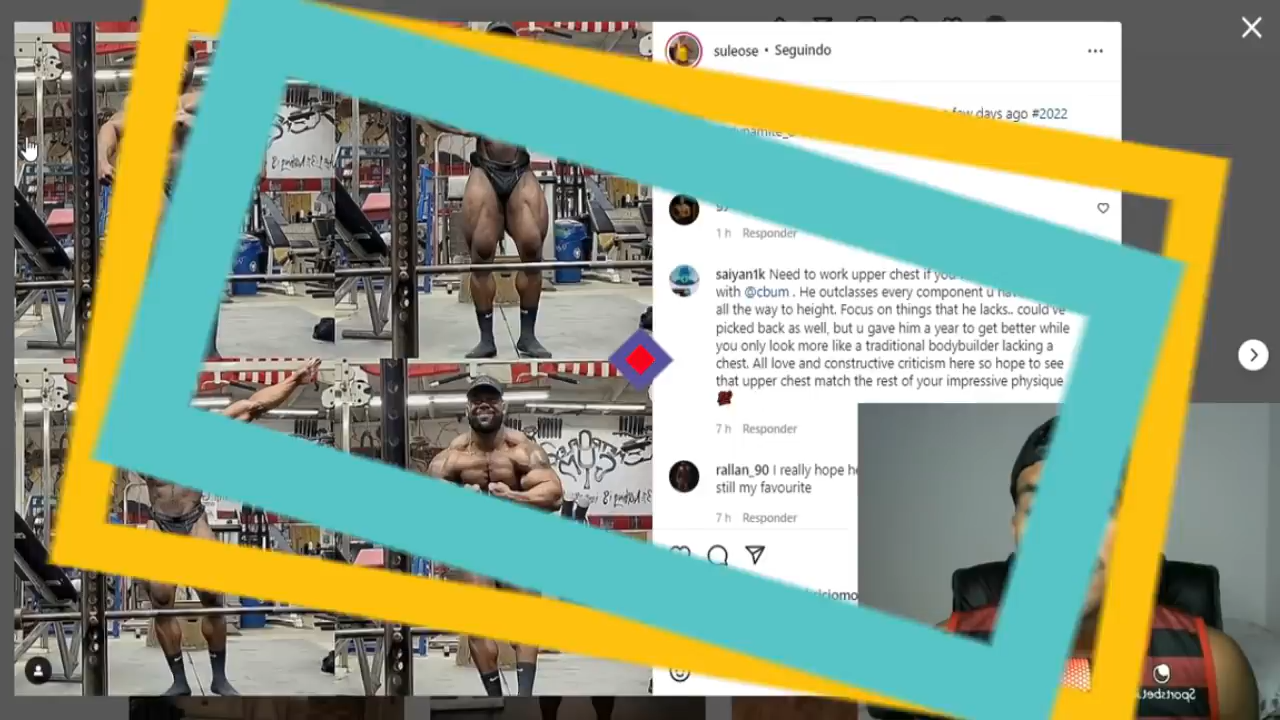 suleose • Seguindo
few days ago #2022
1 h Responder
saiyan1k Need to work upper chest if you
with @cbum . He outclasses every component u
all the way to height. Focus on things that he lacks.. could've
picked back as well, but u gave him a year to get better while
you only look more like a traditional bodybuilder lacking a
chest. All love and constructive criticism here so hope to see
that upper chest match the rest of your impressive physique
7 h Responder
rallan_90 I really hope he
still my favourite
7 h Responder